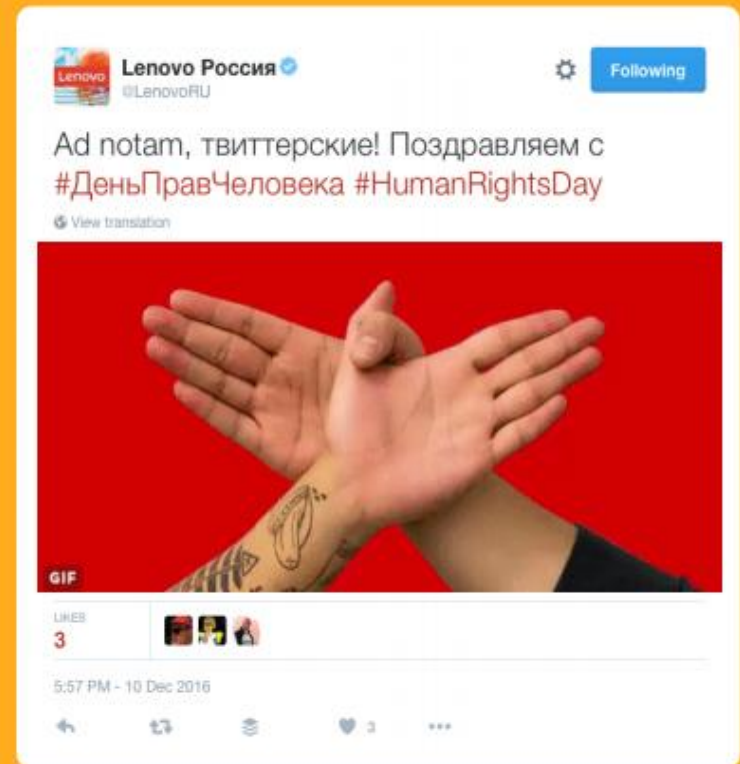 Lenovo
Lenovo Россия
@LenovoRU
Following
Ad notam, твиттерские! Поздравляем с
#ДеньПравЧеловека #HumanRightsDay
View translation
GIF
LIKES
3
5:57 PM - 10 Dec 2016
3